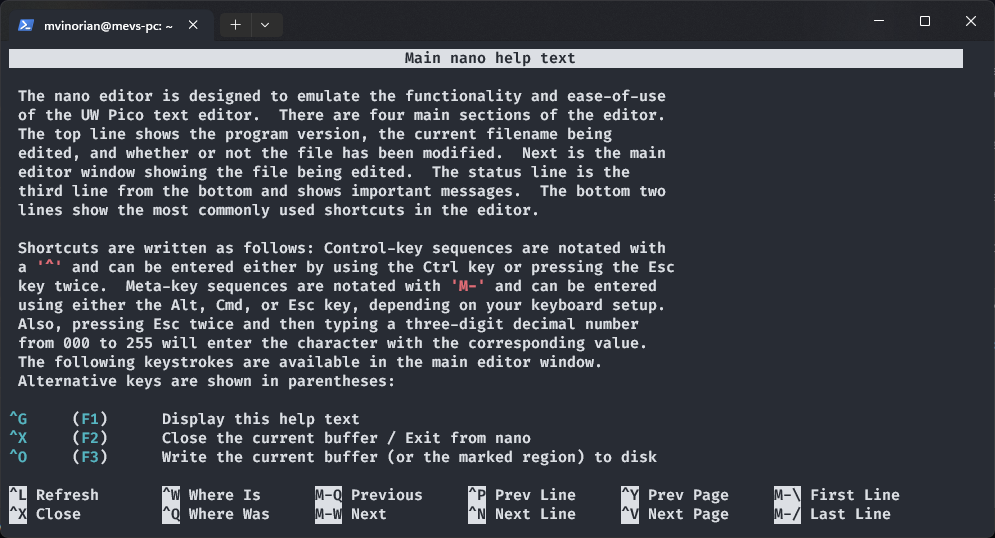 mvinorian@mevs-pc: ~
Main nano help text
The nano editor is designed to emulate the functionality and ease-of-use
of the UW Pico text editor.  There are four main sections of the editor.
The top line shows the program version, the current filename being
edited, and whether or not the file has been modified.  Next is the main
editor window showing the file being edited.  The status line is the
third line from the bottom and shows important messages.  The bottom two
lines show the most commonly used shortcuts in the editor.
Shortcuts are written as follows: Control-key sequences are notated with
a '^' and can be entered either by using the Ctrl key or pressing the Esc
key twice.  Meta-key sequences are notated with 'M-' and can be entered
using either the Alt, Cmd, or Esc key, depending on your keyboard setup.
Also, pressing Esc twice and then typing a three-digit decimal number
from 000 to 255 will enter the character with the corresponding value.
The following keystrokes are available in the main editor window.
Alternative keys are shown in parentheses:
^G     (F1)      Display this help text
^X     (F2)      Close the current buffer / Exit from nano
^O     (F3)      Write the current buffer (or the marked region) to disk
^L Refresh       ^W Where Is      M-Q Previous     ^P Prev Line     ^Y Prev Page     M-\ First Line
^X Close         ^Q Where Was     M-W Next         ^N Next Line     ^V Next Page     M-/ Last Line